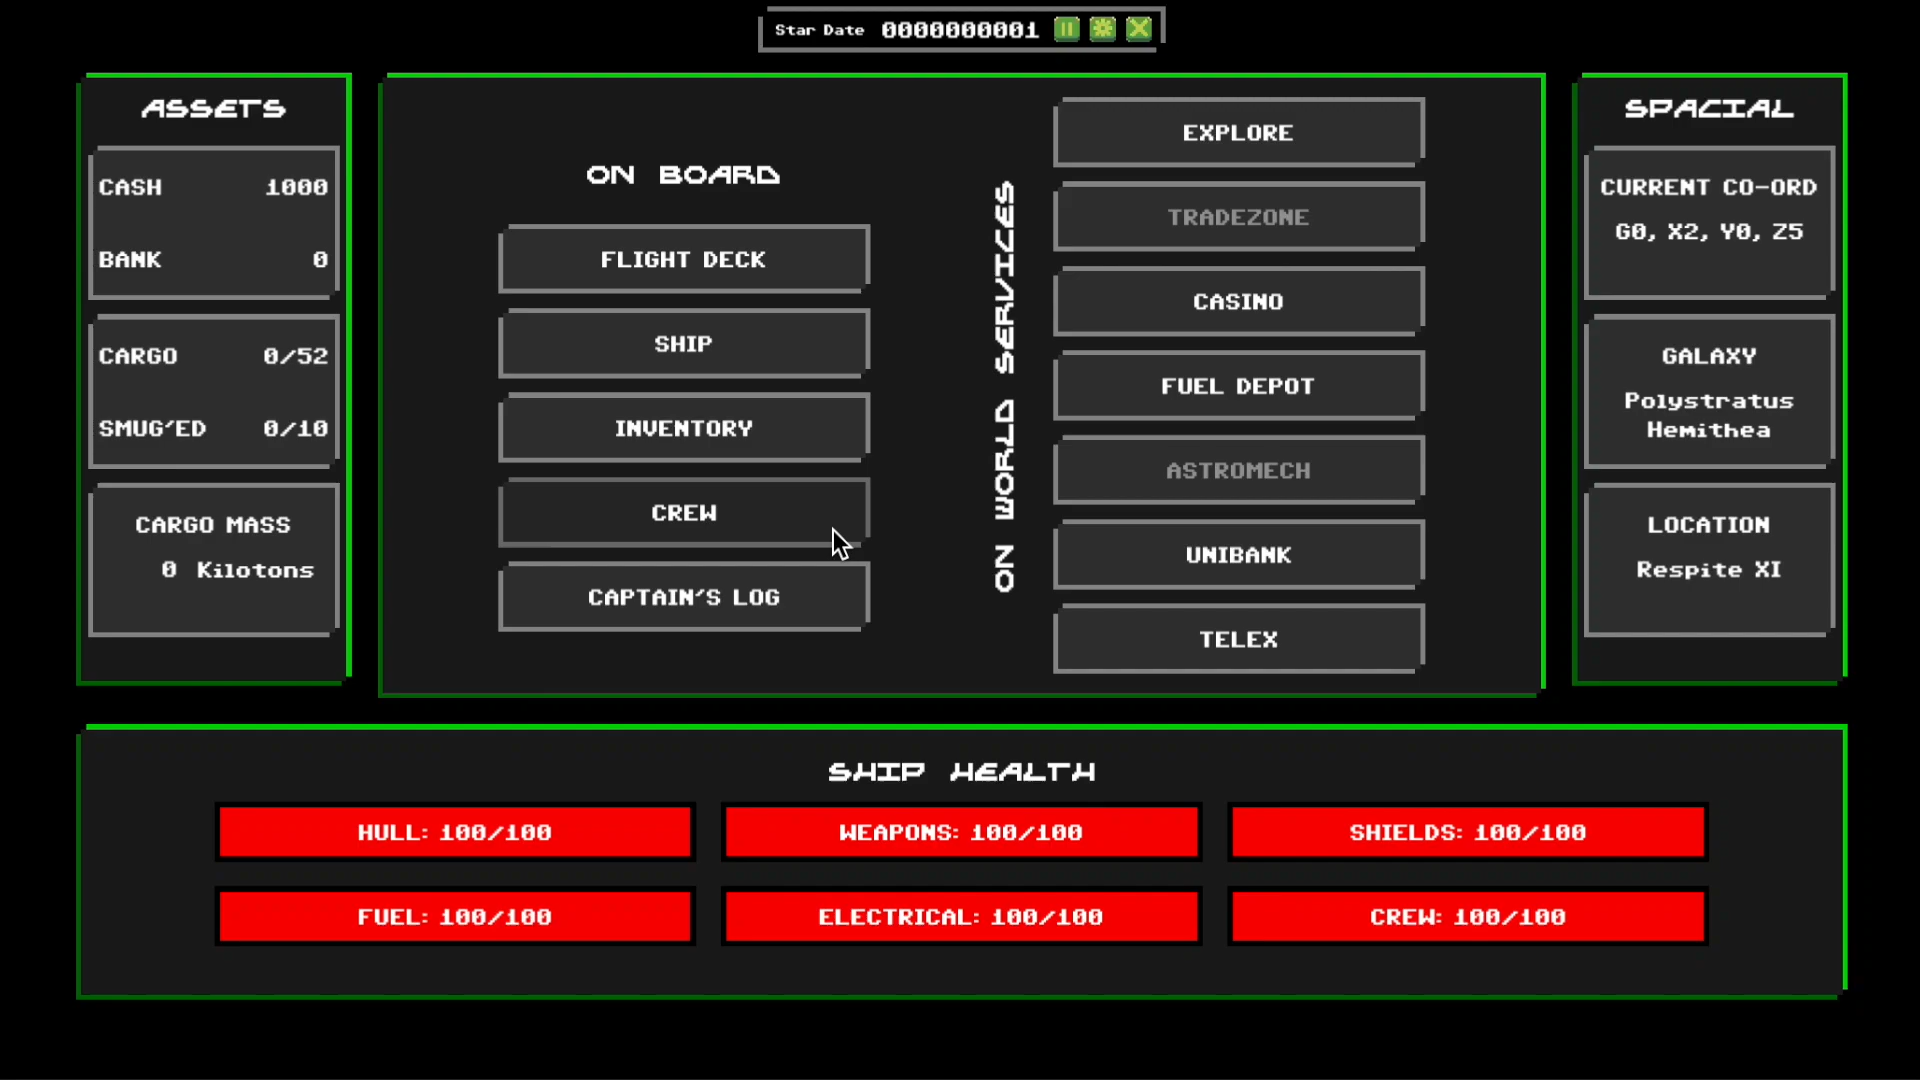 Star Date 0000000001
ASSETS
CASH 1000
BANK 0
CARGO 0/52
SMUG'ED 0/10
CARGO MASS
0 Kilotons
ON BOARD
FLIGHT DECK
SHIP
INVENTORY
CREW
CAPTAIN'S LOG
ON WORLD SERVICES
EXPLORE
TRADEZONE
CASINO
FUEL DEPOT
ASTROMECH
UNIBANK
TELEX
SPACIAL
CURRENT CO-ORD
G0, X2, Y0, Z5
GALAXY
Polystratus
Hemithea
LOCATION
Respite XI
SHIP HEALTH
HULL: 100/100
WEAPONS: 100/100
SHIELDS: 100/100
FUEL: 100/100
ELECTRICAL: 100/100
CREW: 100/100